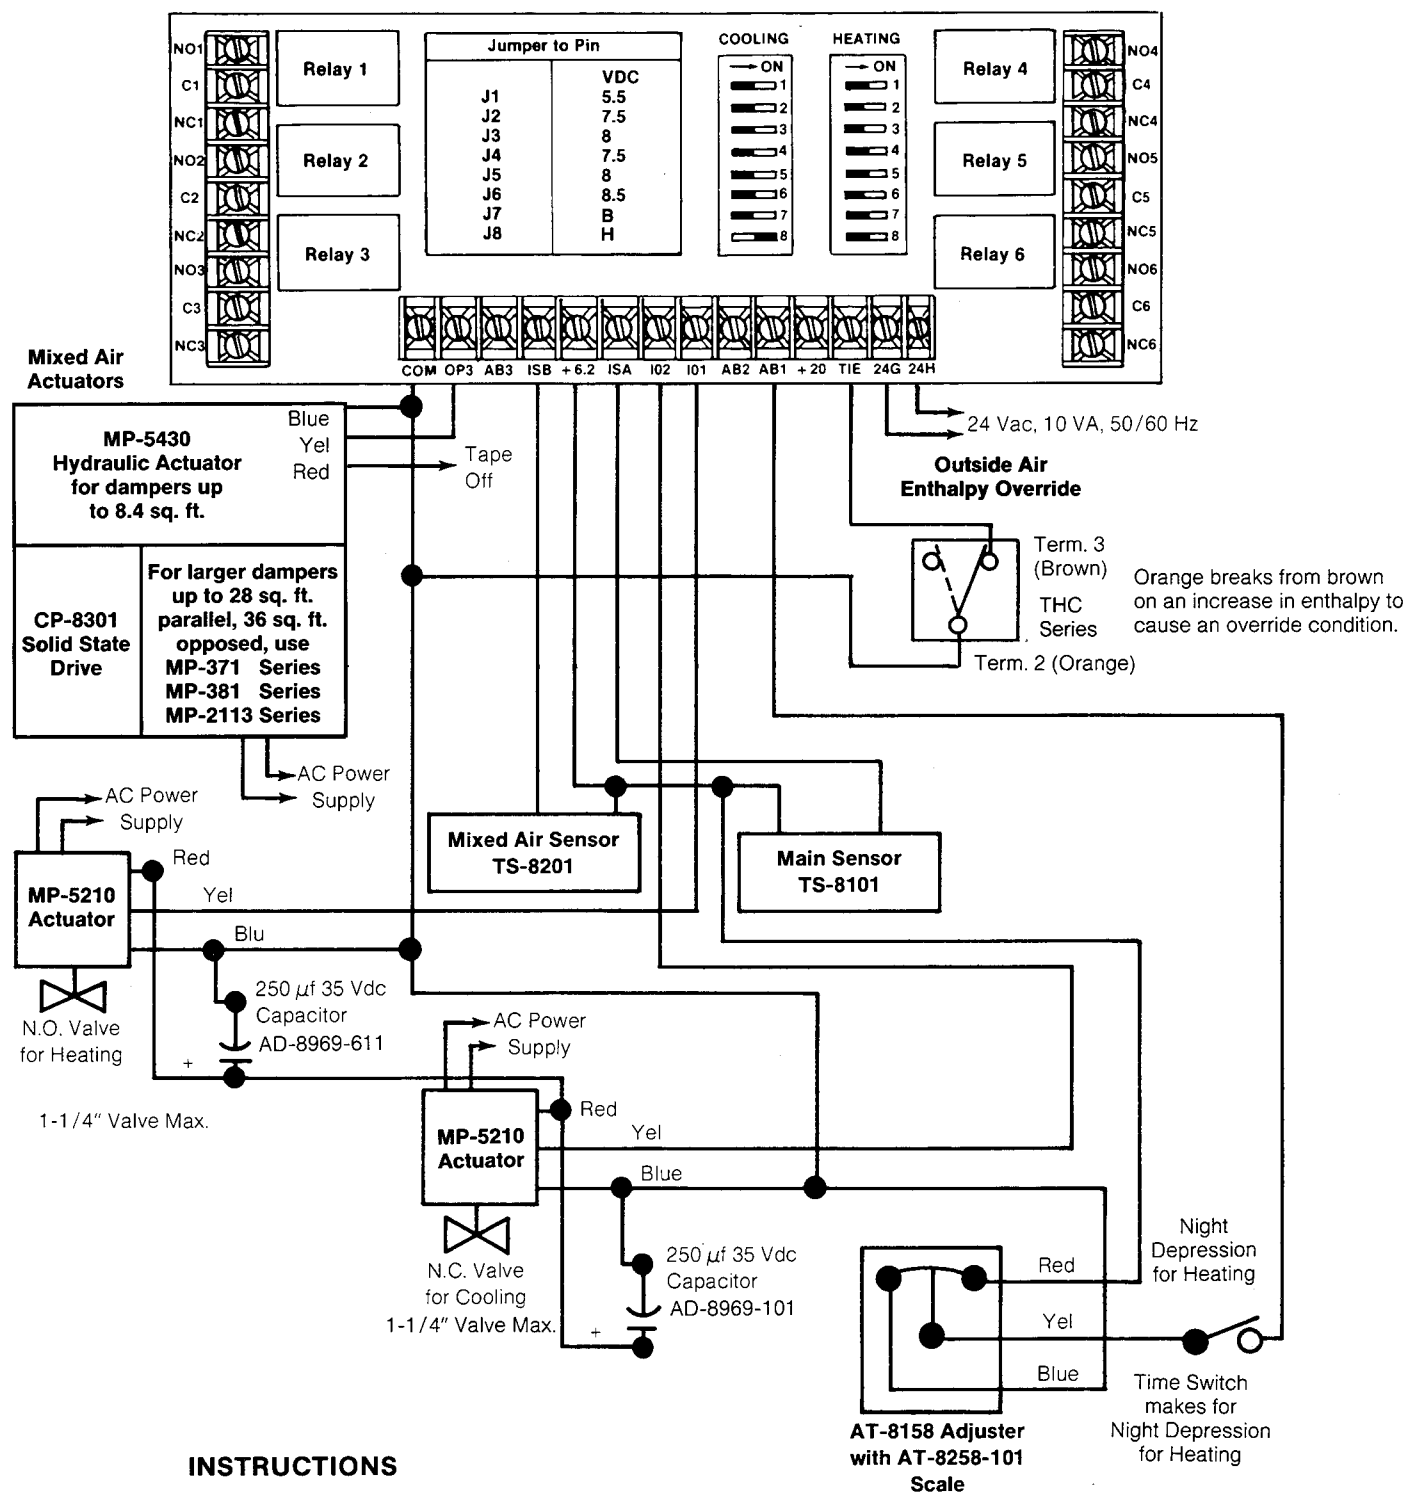 NO1
C1
NC1
NO2
C2
NC2
NO3
C3
NC3
Relay 1
Relay 2
Relay 3
Jumper to Pin
VDC
J1 5.5
J2 7.5
J3 8
J4 7.5
J5 8
J6 8.5
J7 B
J8 H
COOLING
ON
1
2
3
4
5
6
7
8
HEATING
ON
1
2
3
4
5
6
7
8
Relay 4
Relay 5
Relay 6
NO4
C4
NC4
NO5
C5
NC5
NO6
C6
NC6
COM OP3 AB3 ISB +6.2 ISA I02 I01 AB2 AB1 +20 TIE 24G 24H
Mixed Air
Actuators
MP-5430
Hydraulic Actuator
for dampers up
to 8.4 sq. ft.
Blue
Yel
Red
Tape
Off
24 Vac, 10 VA, 50/60 Hz
Outside Air
Enthalpy Override
Term. 3
(Brown)
THC
Series
Term. 2 (Orange)
Orange breaks from brown
on an increase in enthalpy to
cause an override condition.
CP-8301
Solid State
Drive
For larger dampers
up to 28 sq. ft.
parallel, 36 sq. ft.
opposed, use
MP-371 Series
MP-381 Series
MP-2113 Series
AC Power
Supply
AC Power
Supply
MP-5210
Actuator
Red
Yel
Blu
N.O. Valve
for Heating
250 µf 35 Vdc
Capacitor
AD-8969-611
+
1-1/4" Valve Max.
Mixed Air Sensor
TS-8201
Main Sensor
TS-8101
AC Power
Supply
MP-5210
Actuator
Red
Yel
Blue
N.C. Valve
for Cooling
1-1/4" Valve Max.
250 µf 35 Vdc
Capacitor
AD-8969-101
+
Red
Yel
Blue
Night
Depression
for Heating
Time Switch
makes for
Night Depression
for Heating
AT-8158 Adjuster
with AT-8258-101
Scale
INSTRUCTIONS